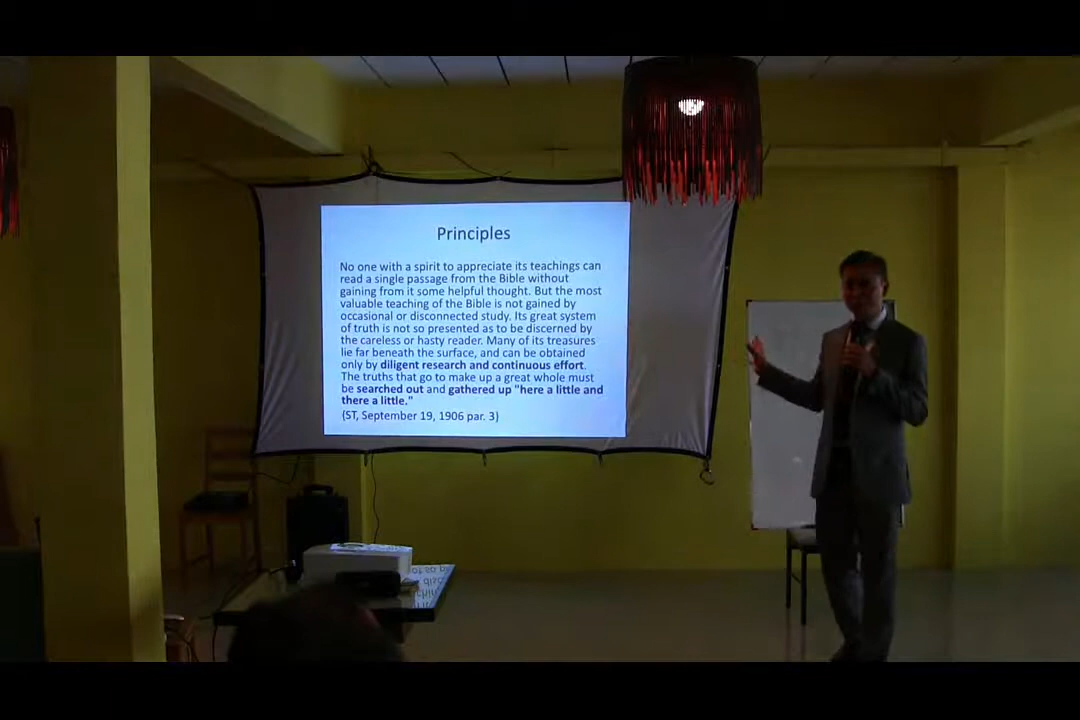 Principles
No one with a spirit to appreciate its teachings can
read a single passage from the Bible without
gaining from it some helpful thought. But the most
valuable teaching of the Bible is not gained by
occasional or disconnected study. Its great system
of truth is not so presented as to be discerned by
the careless or hasty reader. Many of its treasures
lie far beneath the surface, and can be obtained
only by diligent research and continuous effort.
The truths that go to make up a great whole must
be searched out and gathered up "here a little and
there a little."
(ST, September 19, 1906 par. 3)